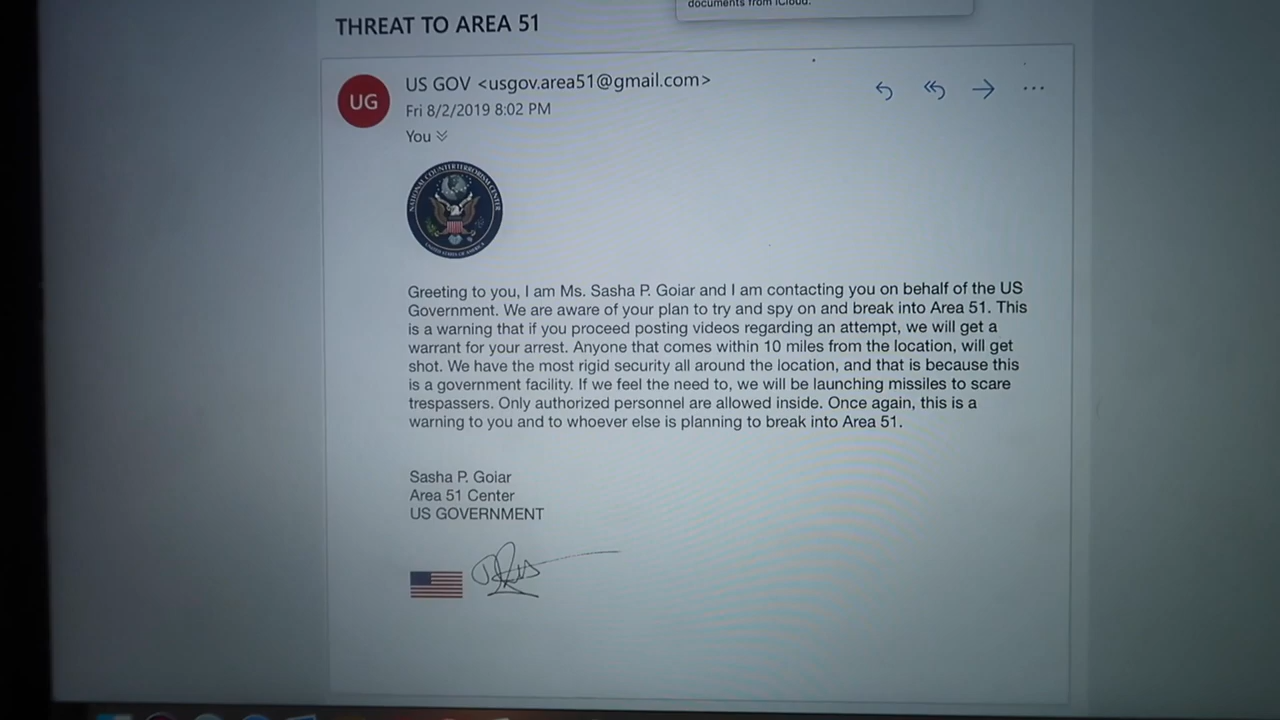 documents from iCloud.
THREAT TO AREA 51
US GOV <usgov.area51@gmail.com>
UG
Fri 8/2/2019 8:02 PM
You
NATIONAL COUNTERTERRORISM CENTER
UNITED STATES OF AMERICA
Greeting to you, I am Ms. Sasha P. Goiar and I am contacting you on behalf of the US
Government. We are aware of your plan to try and spy on and break into Area 51. This
is a warning that if you proceed posting videos regarding an attempt, we will get a
warrant for your arrest. Anyone that comes within 10 miles from the location, will get
shot. We have the most rigid security all around the location, and that is because this
is a government facility. If we feel the need to, we will be launching missiles to scare
trespassers. Only authorized personnel are allowed inside. Once again, this is a
warning to you and to whoever else is planning to break into Area 51.
Sasha P. Goiar
Area 51 Center
US GOVERNMENT